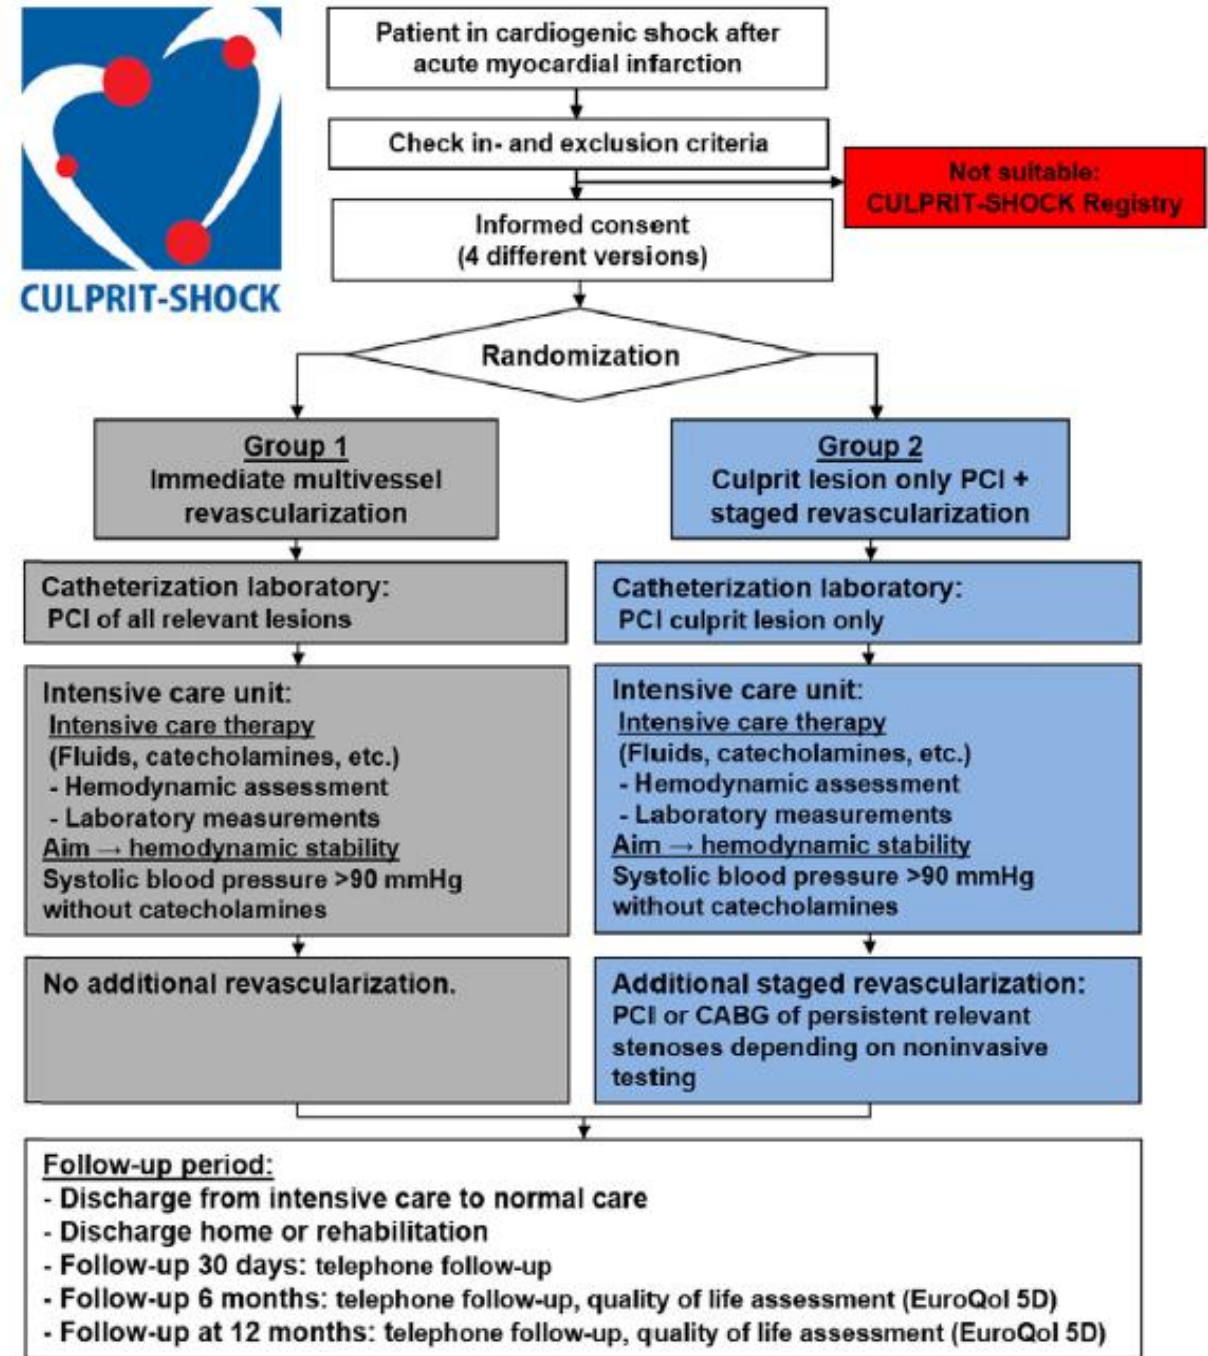 Patient in cardiogenic shock after
acute myocardial infarction
Check in- and exclusion criteria
Not suitable:
CULPRIT-SHOCK Registry
Informed consent
(4 different versions)
CULPRIT-SHOCK
Randomization
Group 1
Immediate multivessel
revascularization
Group 2
Culprit lesion only PCI +
staged revascularization
Catheterization laboratory:
PCI of all relevant lesions
Catheterization laboratory:
PCI culprit lesion only
Intensive care unit:
Intensive care therapy
(Fluids, catecholamines, etc.)
- Hemodynamic assessment
- Laboratory measurements
Aim → hemodynamic stability
Systolic blood pressure >90 mmHg
without catecholamines
Intensive care unit:
Intensive care therapy
(Fluids, catecholamines, etc.)
- Hemodynamic assessment
- Laboratory measurements
Aim → hemodynamic stability
Systolic blood pressure >90 mmHg
without catecholamines
No additional revascularization.
Additional staged revascularization:
PCI or CABG of persistent relevant
stenoses depending on noninvasive
testing
Follow-up period:
- Discharge from intensive care to normal care
- Discharge home or rehabilitation
- Follow-up 30 days: telephone follow-up
- Follow-up 6 months: telephone follow-up, quality of life assessment (EuroQol 5D)
- Follow-up at 12 months: telephone follow-up, quality of life assessment (EuroQol 5D)